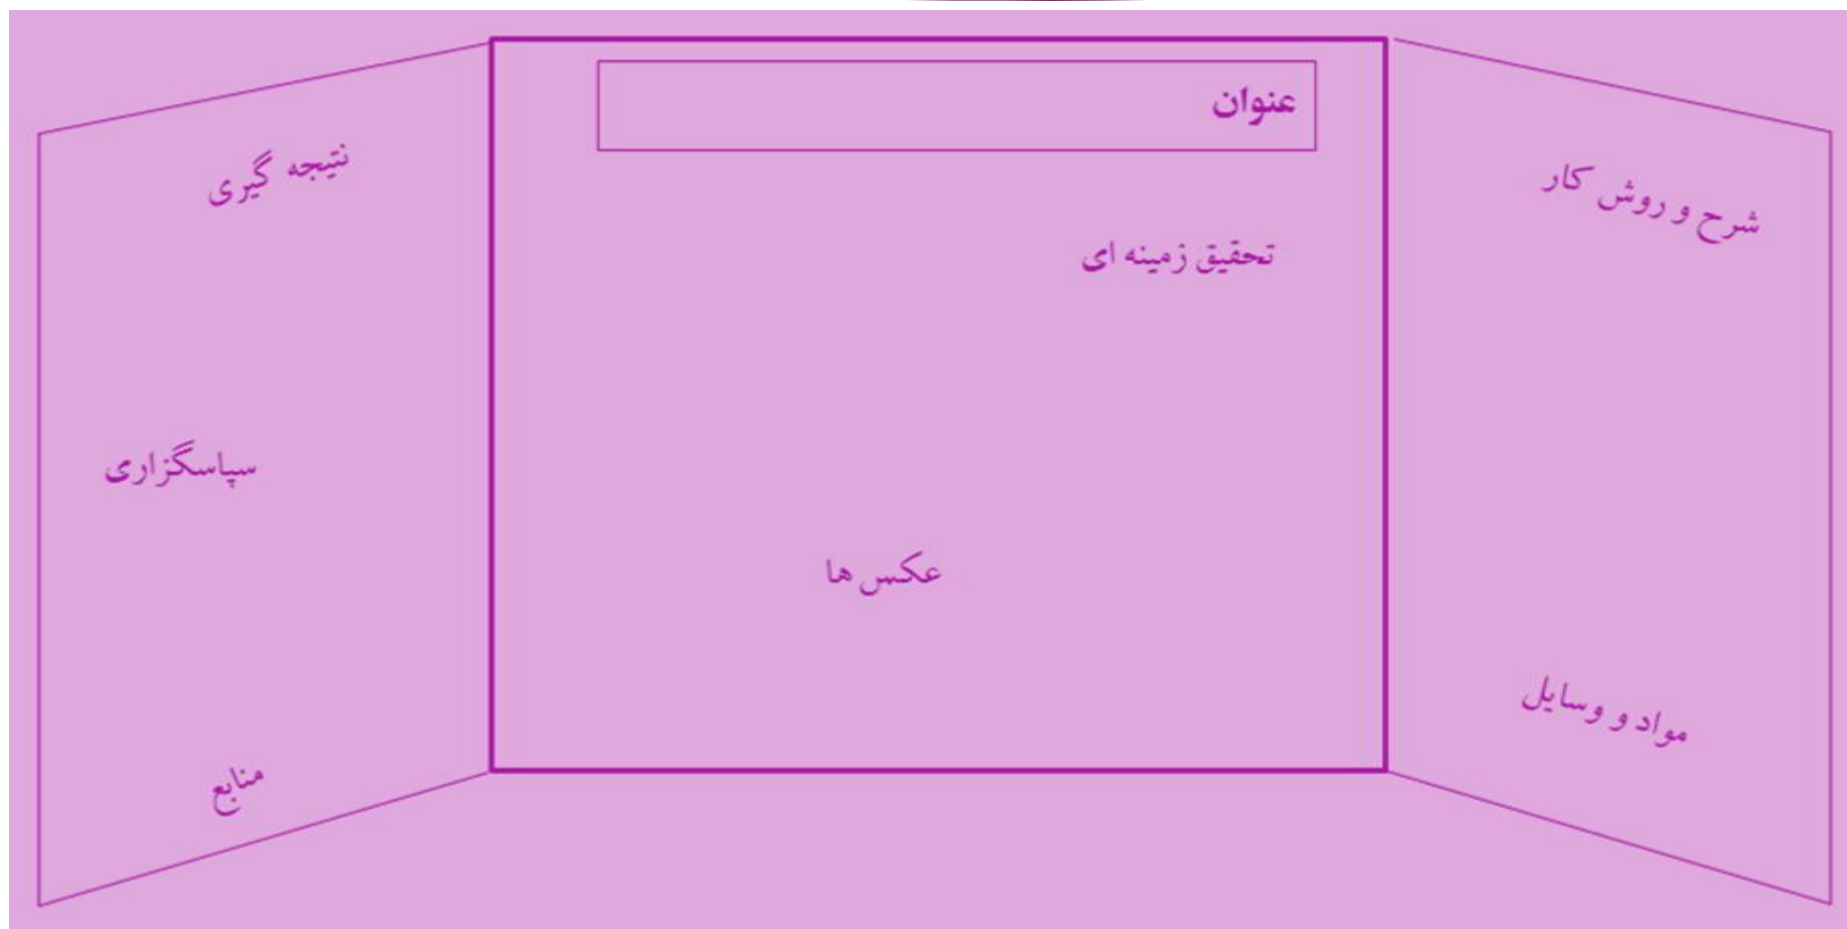 عنوان
شرح و روش کار
تحقیق زمینه ای
نتیجه گیری
سپاسگزاری
عکس ها
مواد و وسایل
منابع